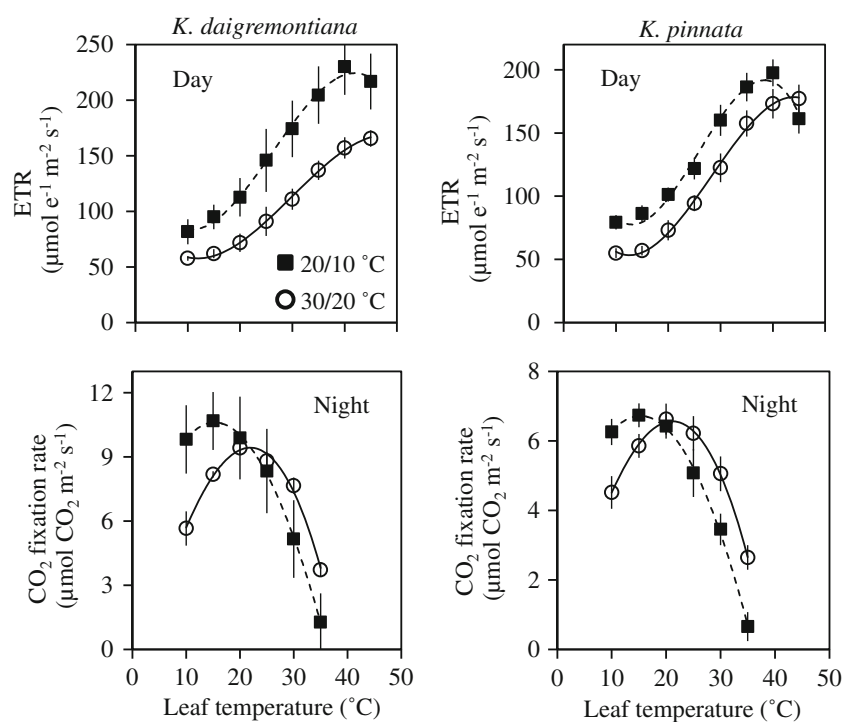 K. daigremontiana
K. pinnata
250
200
150
100
50
0
ETR
(µmol e⁻¹ m⁻² s⁻¹)
Day
20/10 ˚C
30/20 ˚C
200
150
100
50
0
ETR
(µmol e⁻¹ m⁻² s⁻¹)
Day
12
9
6
3
0
CO₂ fixation rate
(µmol CO₂ m⁻² s⁻¹)
Night
0 10 20 30 40 50
Leaf temperature (˚C)
8
6
4
2
0
CO₂ fixation rate
(µmol CO₂ m⁻² s⁻¹)
Night
0 10 20 30 40 50
Leaf temperature (˚C)